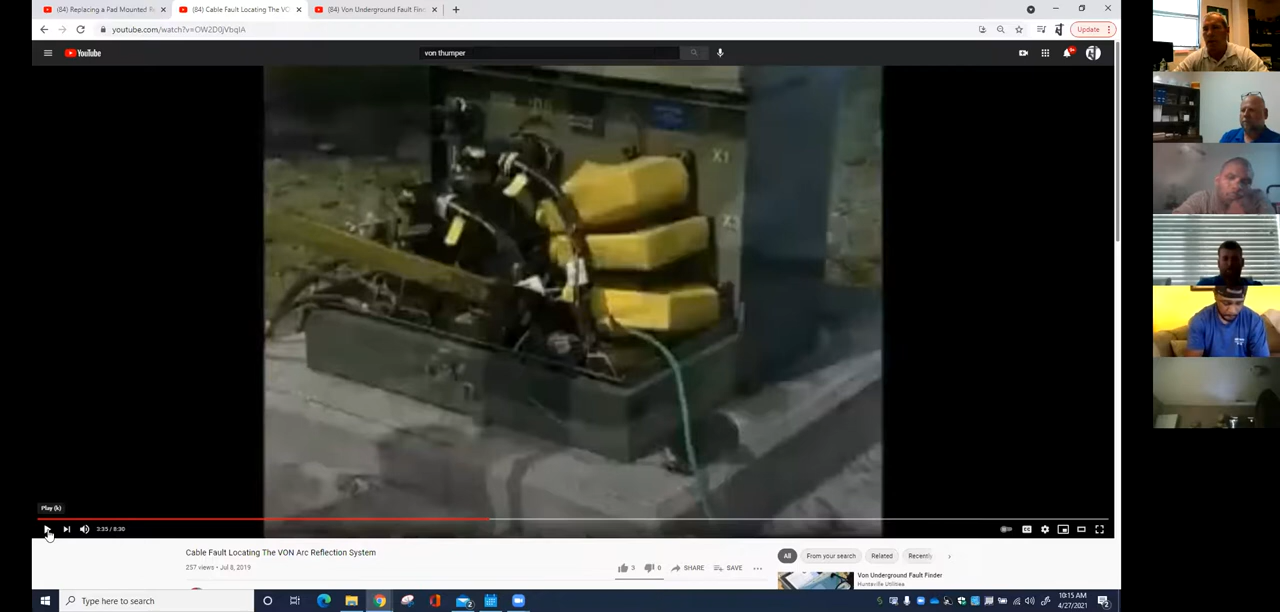 (84) Replacing a Pad Mounted R
(84) Cable Fault Locating The VON
(84) Von Underground Fault Find
youtube.com/watch?v=OW2D0jVbqIA
Update
YouTube
von thumper
9+
X1
Play (k)
3:35 / 8:30
CC
Cable Fault Locating The VON Arc Reflection System
257 views • Jul 8, 2019
3
0
SHARE
SAVE
All
From your search
Related
Recently
Von Underground Fault Finder
Huntsville Utilities
Type here to search
10:15 AM
4/27/2021